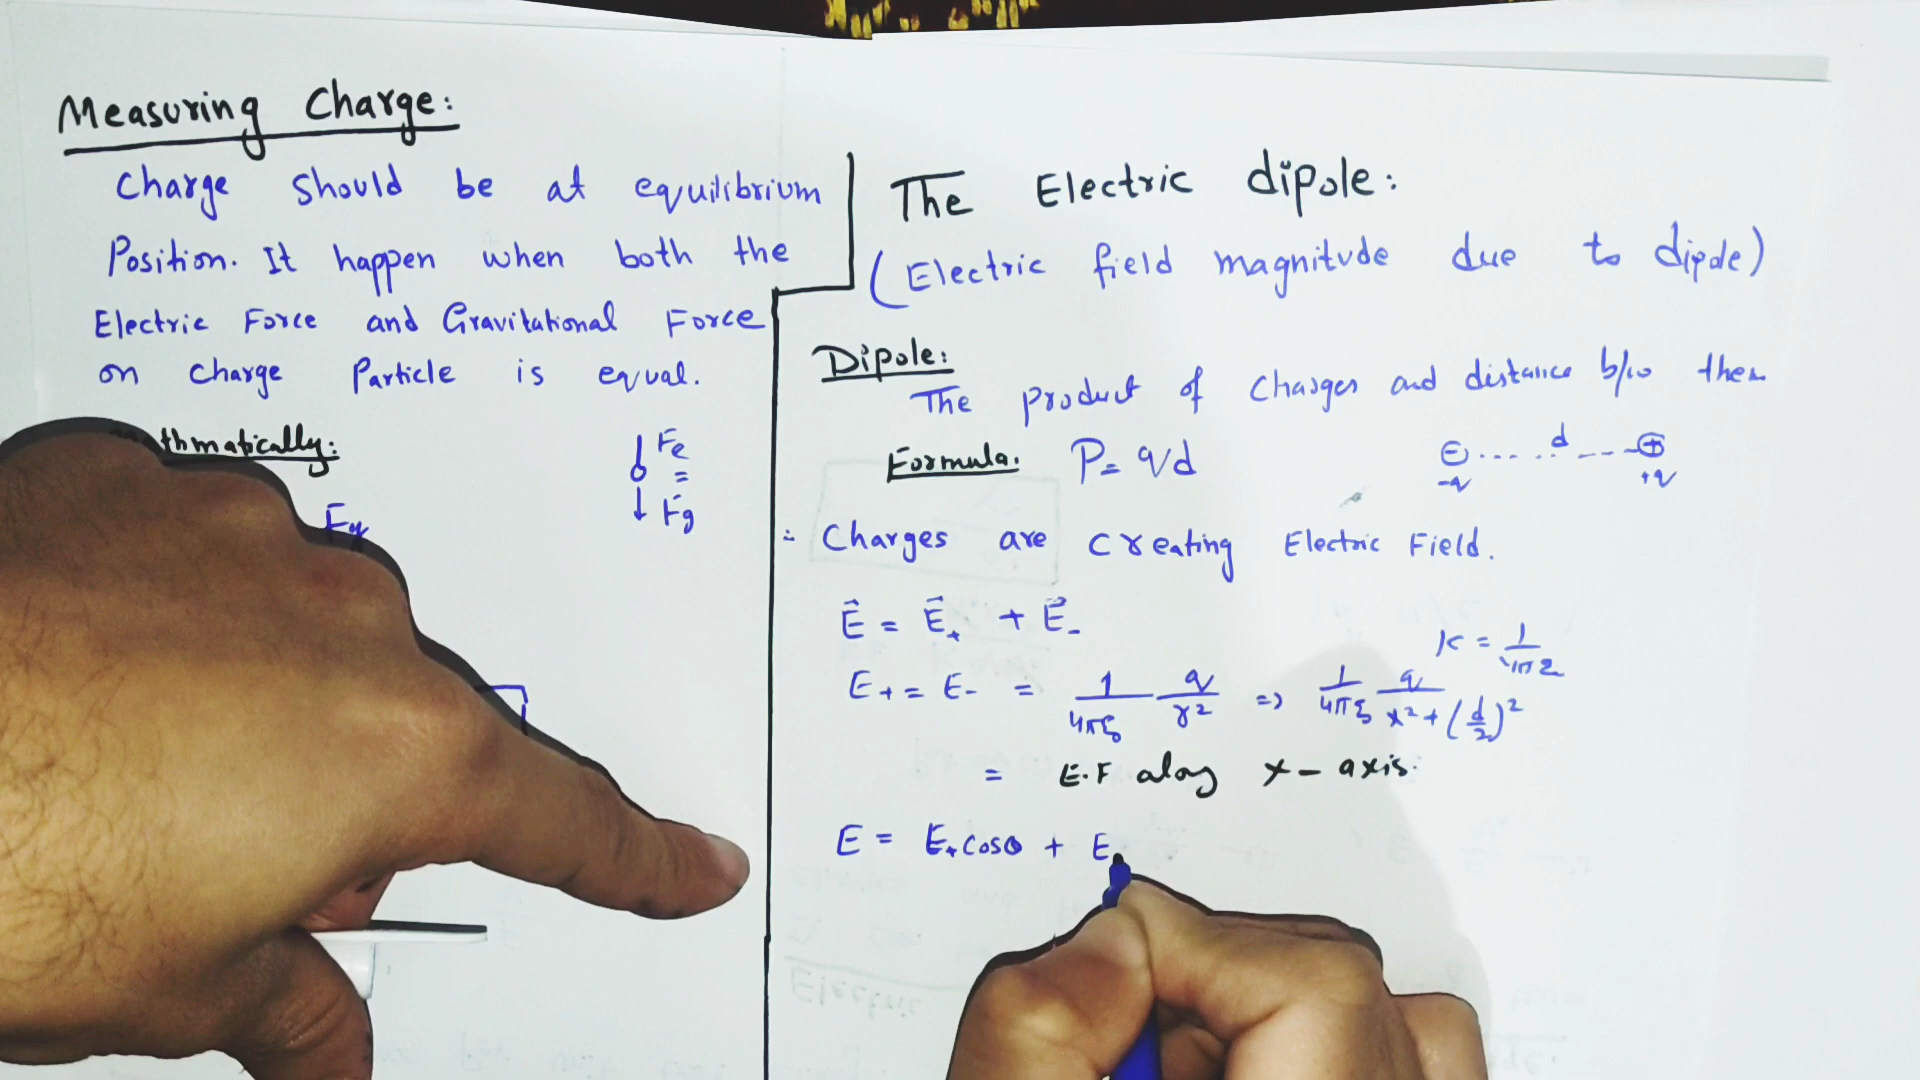 Measuring Charge:
Charge should be at equilibrium
Position. It happen when both the
Electric Force and Gravitational Force
on charge Particle is equal.
athmatically:
Fe
=
Fg
The Electric dipole:
(Electric field magnitude due to dipole)
Dipole:
The product of Charges and distance b/w them
Formula. P= qd
⊖ .... d ... ⊕
-q +q
∴ Charges are creating Electric Field.
E⃗ = E⃗₊ + E⃗₋
K = 1/4πε
E₊ = E₋ = 1/4πε q/r² => 1/4πε q/x²+(d/2)²
= E.F along x-axis.
E = E₊cosθ + E